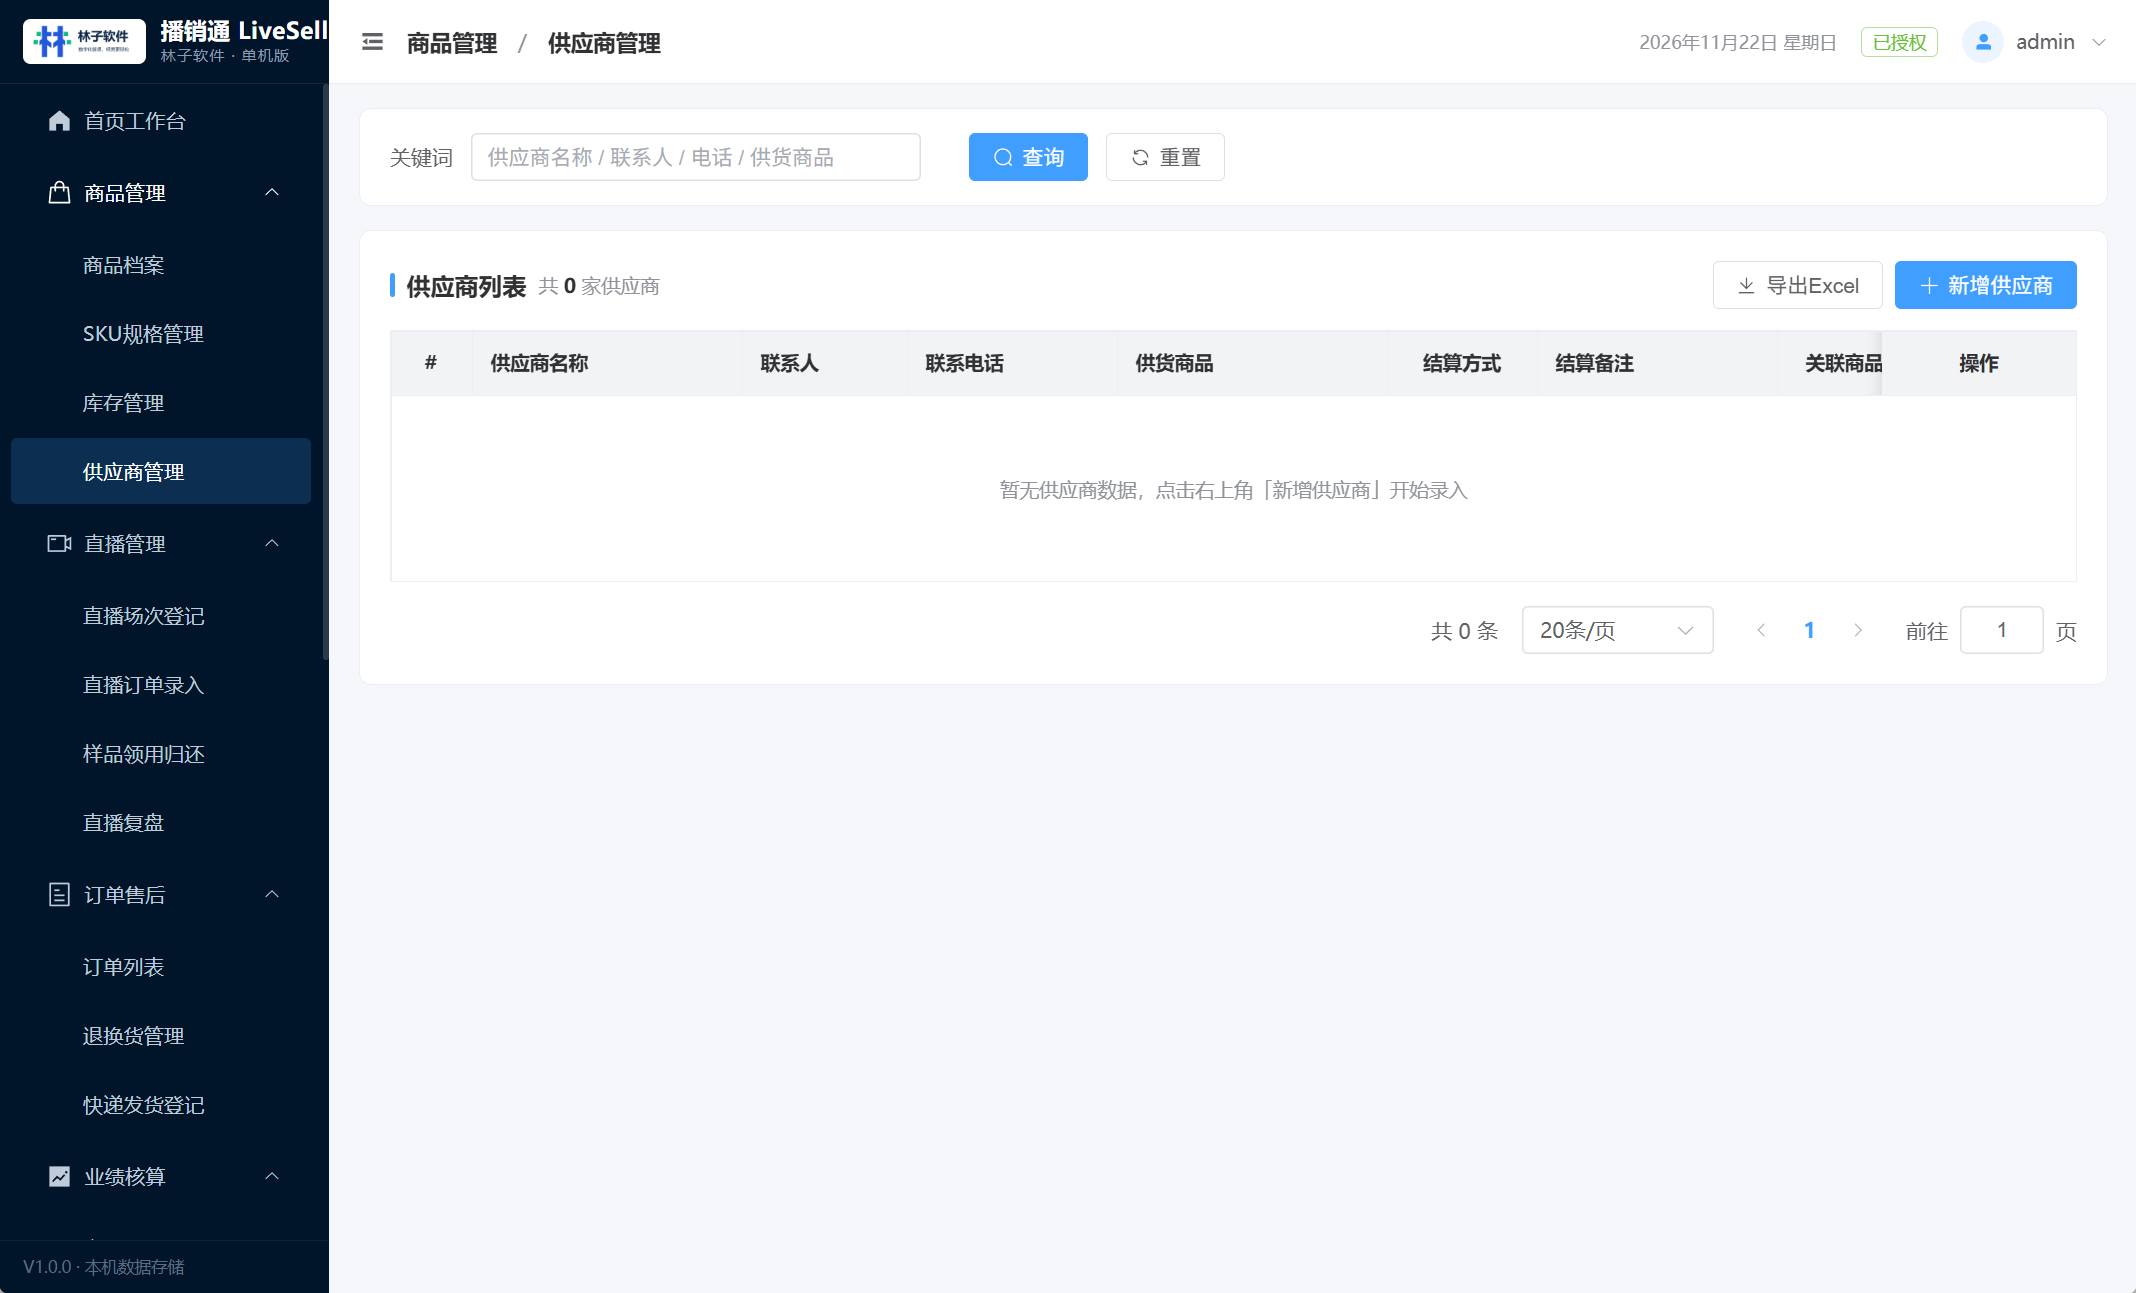 林子软件
播销通 LiveSell
林子软件 · 单机版
首页工作台
商品管理
商品档案
SKU规格管理
库存管理
供应商管理
直播管理
直播场次登记
直播订单录入
样品领用归还
直播复盘
订单售后
订单列表
退换货管理
快递发货登记
业绩核算
V1.0.0 · 本机数据存储
商品管理 / 供应商管理
2026年11月22日 星期日
已授权
admin
关键词
供应商名称 / 联系人 / 电话 / 供货商品
查询
重置
供应商列表 共 0 家供应商
导出Excel
新增供应商
# 供应商名称 联系人 联系电话 供货商品 结算方式 结算备注 关联商品 操作
暂无供应商数据，点击右上角「新增供应商」开始录入
共 0 条
20条/页
1
前往 1 页